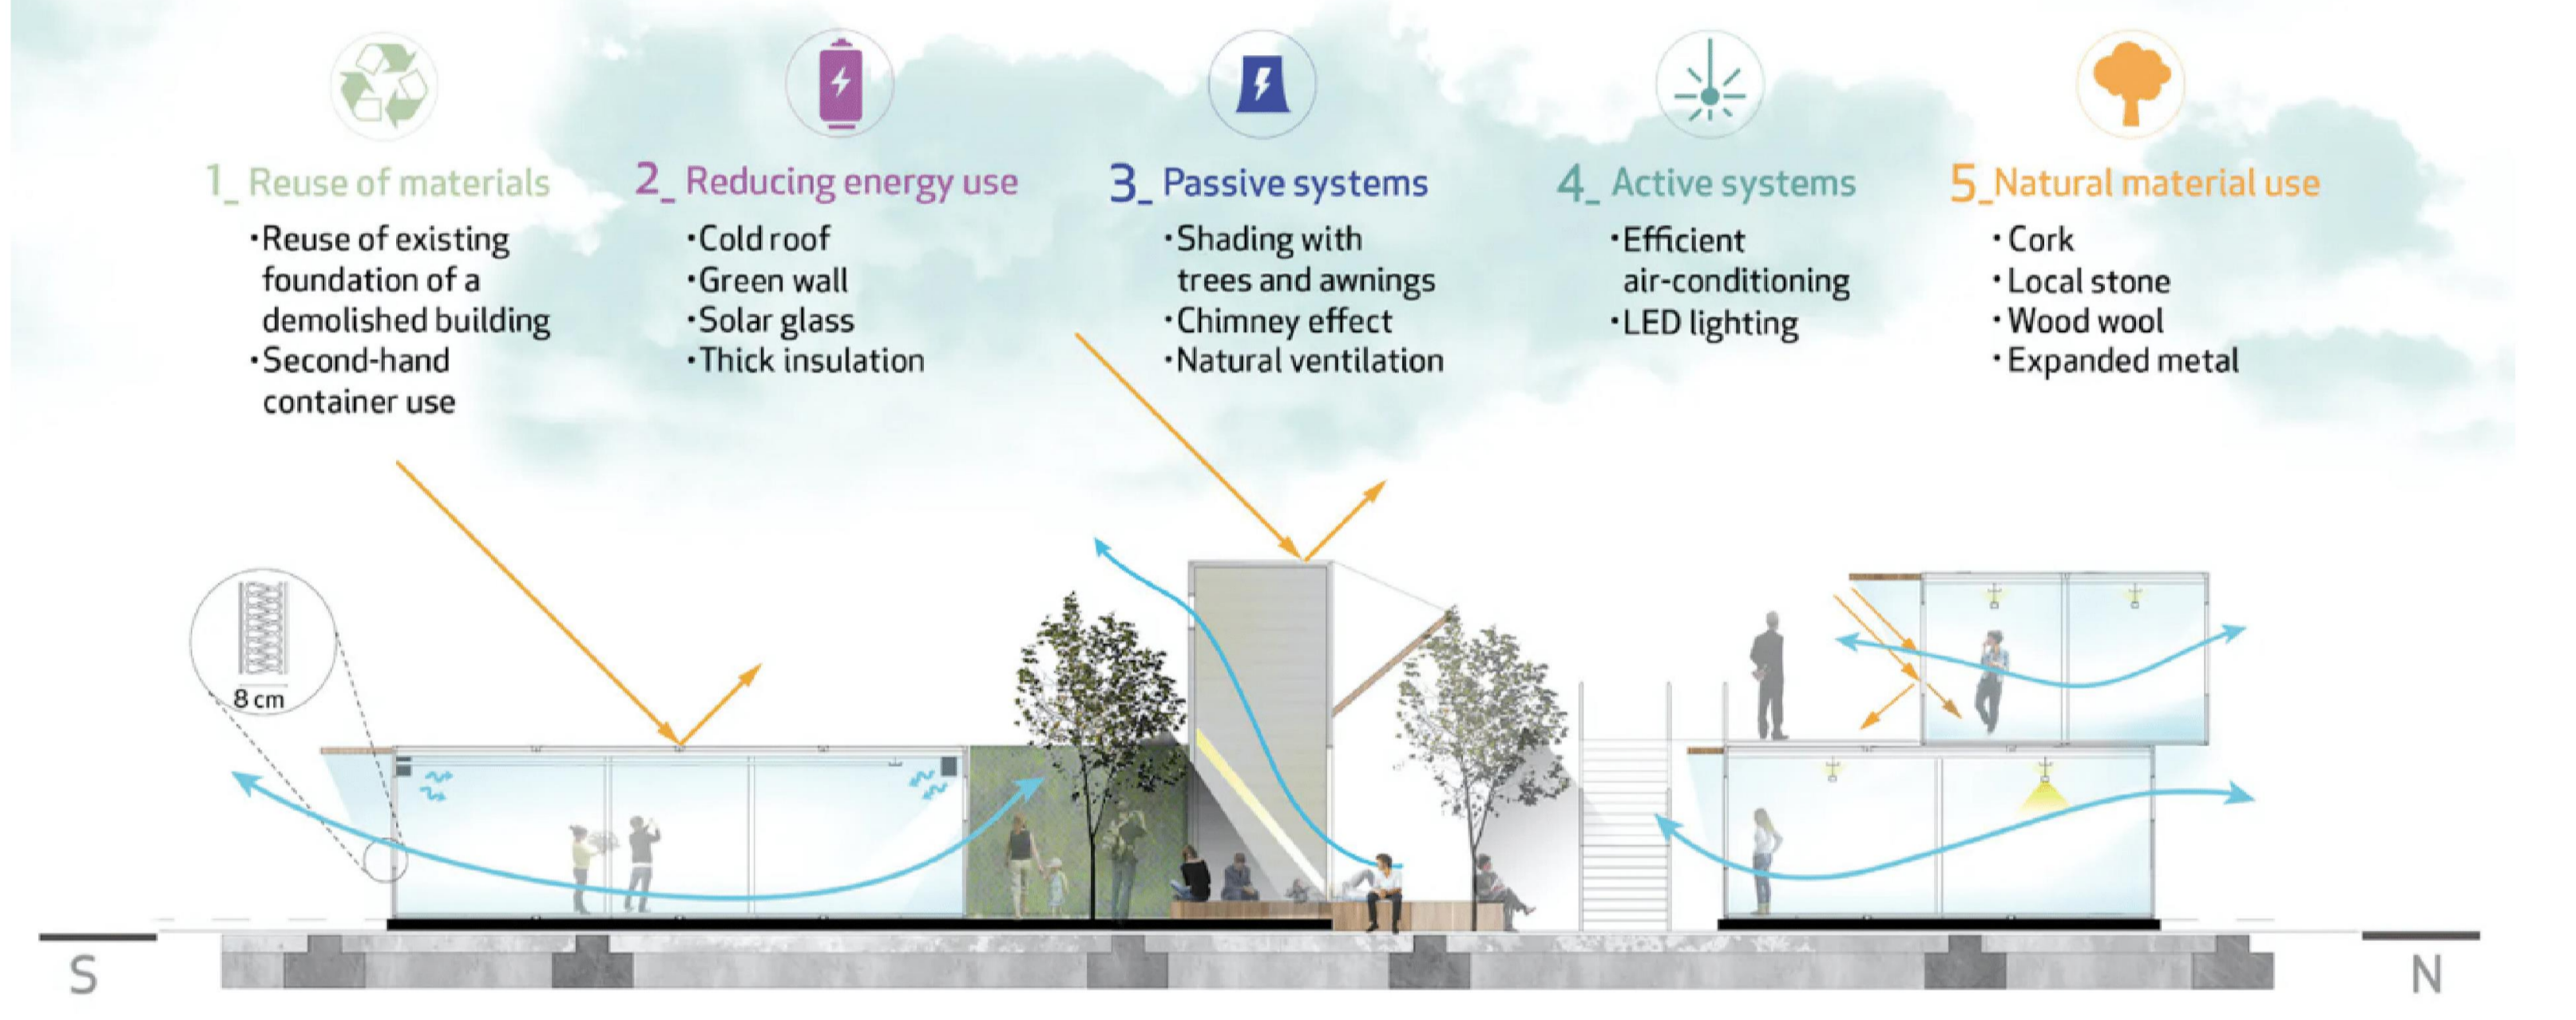 1_ Reuse of materials
·Reuse of existing
foundation of a
demolished building
·Second-hand
container use
2_ Reducing energy use
·Cold roof
·Green wall
·Solar glass
·Thick insulation
3_ Passive systems
·Shading with
trees and awnings
·Chimney effect
·Natural ventilation
4_ Active systems
·Efficient
air-conditioning
·LED lighting
5_Natural material use
· Cork
· Local stone
· Wood wool
· Expanded metal
8 cm
S
N